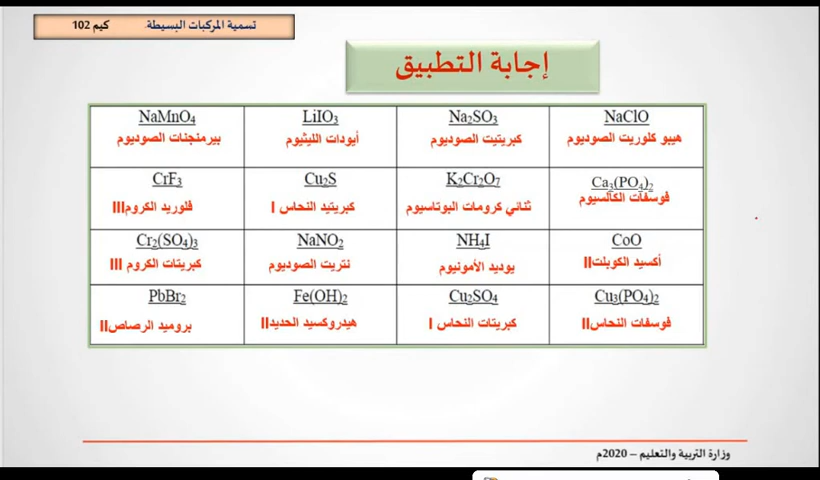 تسمية المركبات البسيطة كيم 102
إجابة التطبيق
NaClO Na₂SO₃ LiIO₃ NaMnO₄
هيبو كلوريت الصوديوم كبريتيت الصوديوم أيودات الليثيوم بيرمنجنات الصوديوم
Ca₃(PO₄)₂ K₂Cr₂O₇ Cu₂S CrF₃
فوسفات الكالسيوم ثنائي كرومات البوتاسيوم كبريتيد النحاس I فلوريد الكروم III
CoO NH₄I NaNO₂ Cr₂(SO₄)₃
أكسيد الكوبلت II يوديد الأمونيوم نتريت الصوديوم كبريتات الكروم III
Cu₃(PO₄)₂ Cu₂SO₄ Fe(OH)₂ PbBr₂
فوسفات النحاس II كبريتات النحاس I هيدروكسيد الحديد II بروميد الرصاص II
وزارة التربية والتعليم – 2020م